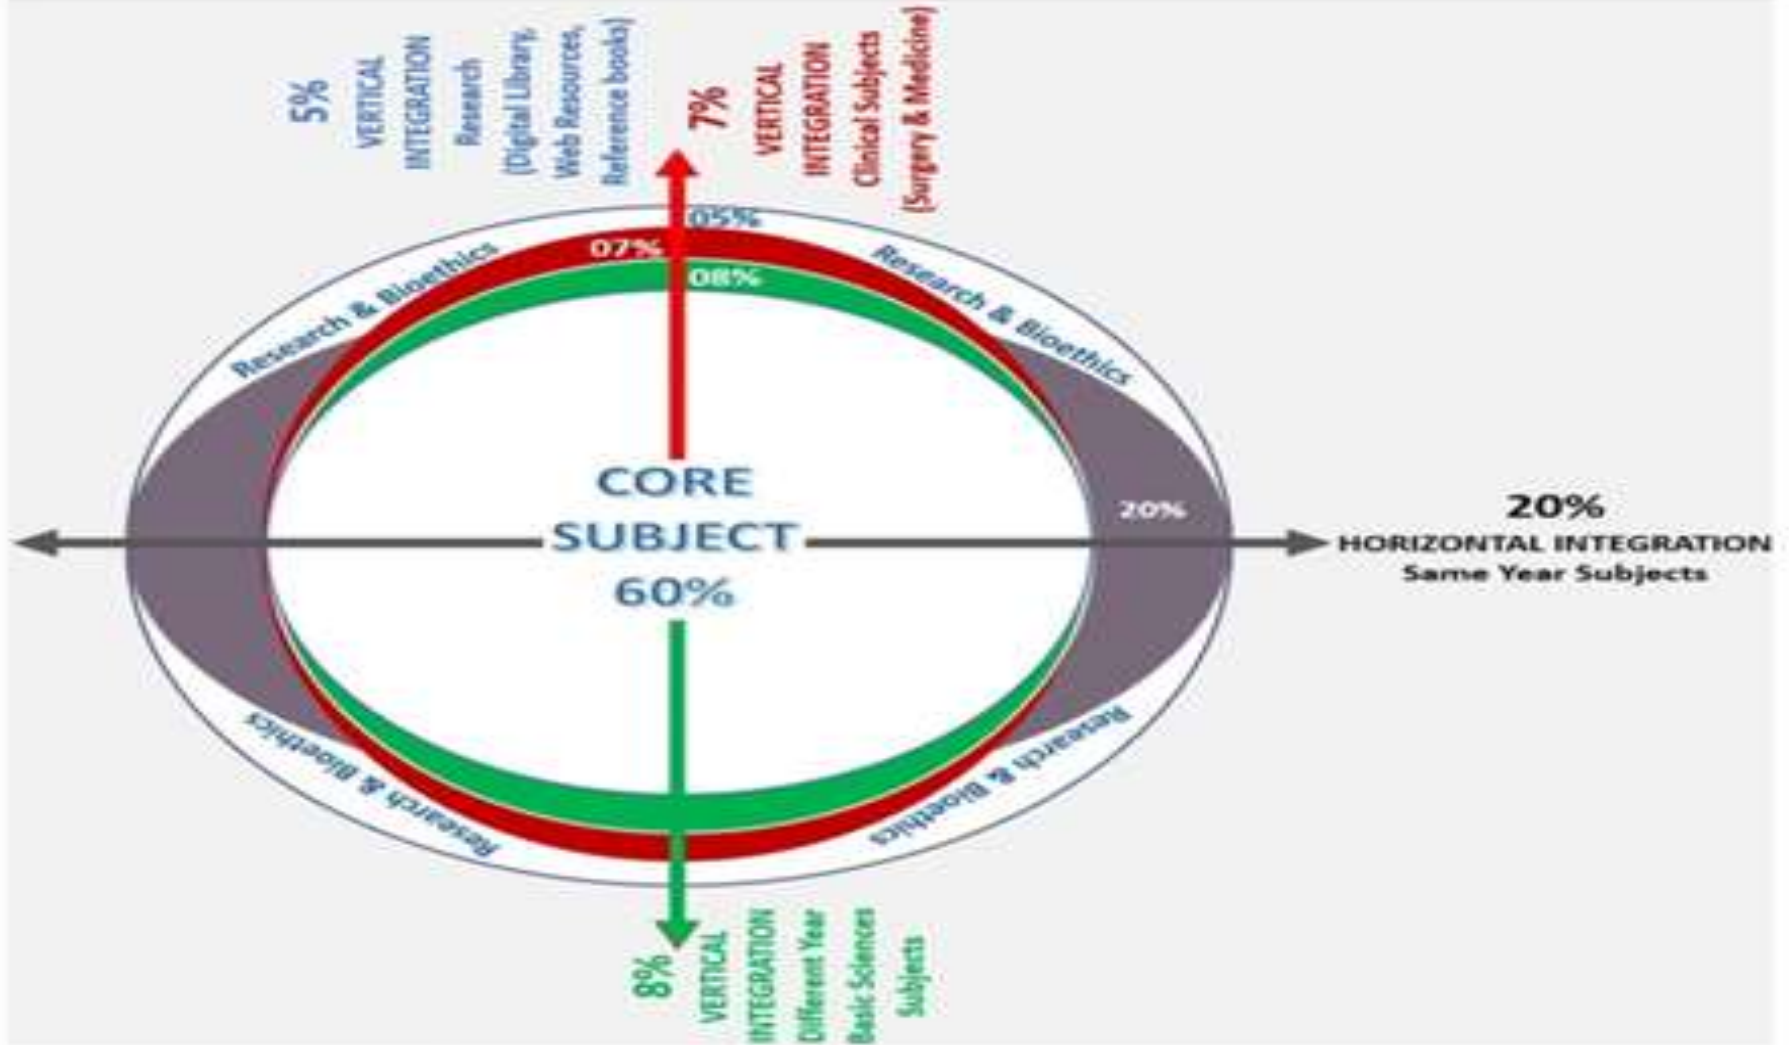 5%
VERTICAL
INTEGRATION
Research
(Digital Library,
Web Resources,
Reference books)
7%
VERTICAL
INTEGRATION
Clinical Subjects
(Surgery & Medicine)
05%
07%
08%
Research & Bioethics
Research & Bioethics
CORE
SUBJECT
60%
20%
20%
HORIZONTAL INTEGRATION
Same Year Subjects
Research & Bioethics
Research & Bioethics
8%
VERTICAL
INTEGRATION
Different Year
Basic Sciences
Subjects